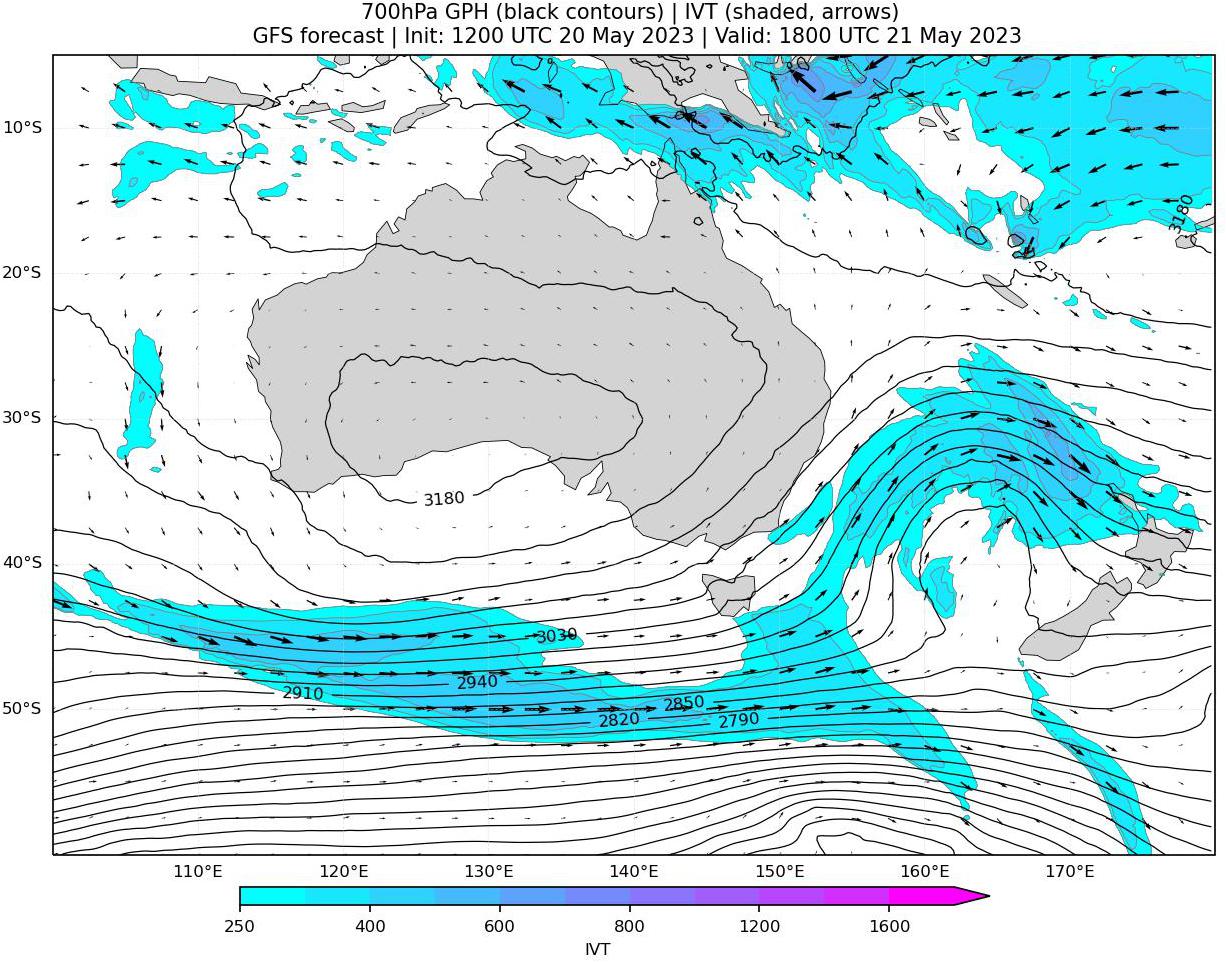 700hPa GPH (black contours) | IVT (shaded, arrows)
GFS forecast | Init: 1200 UTC 20 May 2023 | Valid: 1800 UTC 21 May 2023
10°S
3180
20°S
30°S
3180
40°S
3030
2940
2910
2850
50°S
2820
2790
110°E 120°E 130°E 140°E 150°E 160°E 170°E
250 400 600 800 1200 1600
IVT